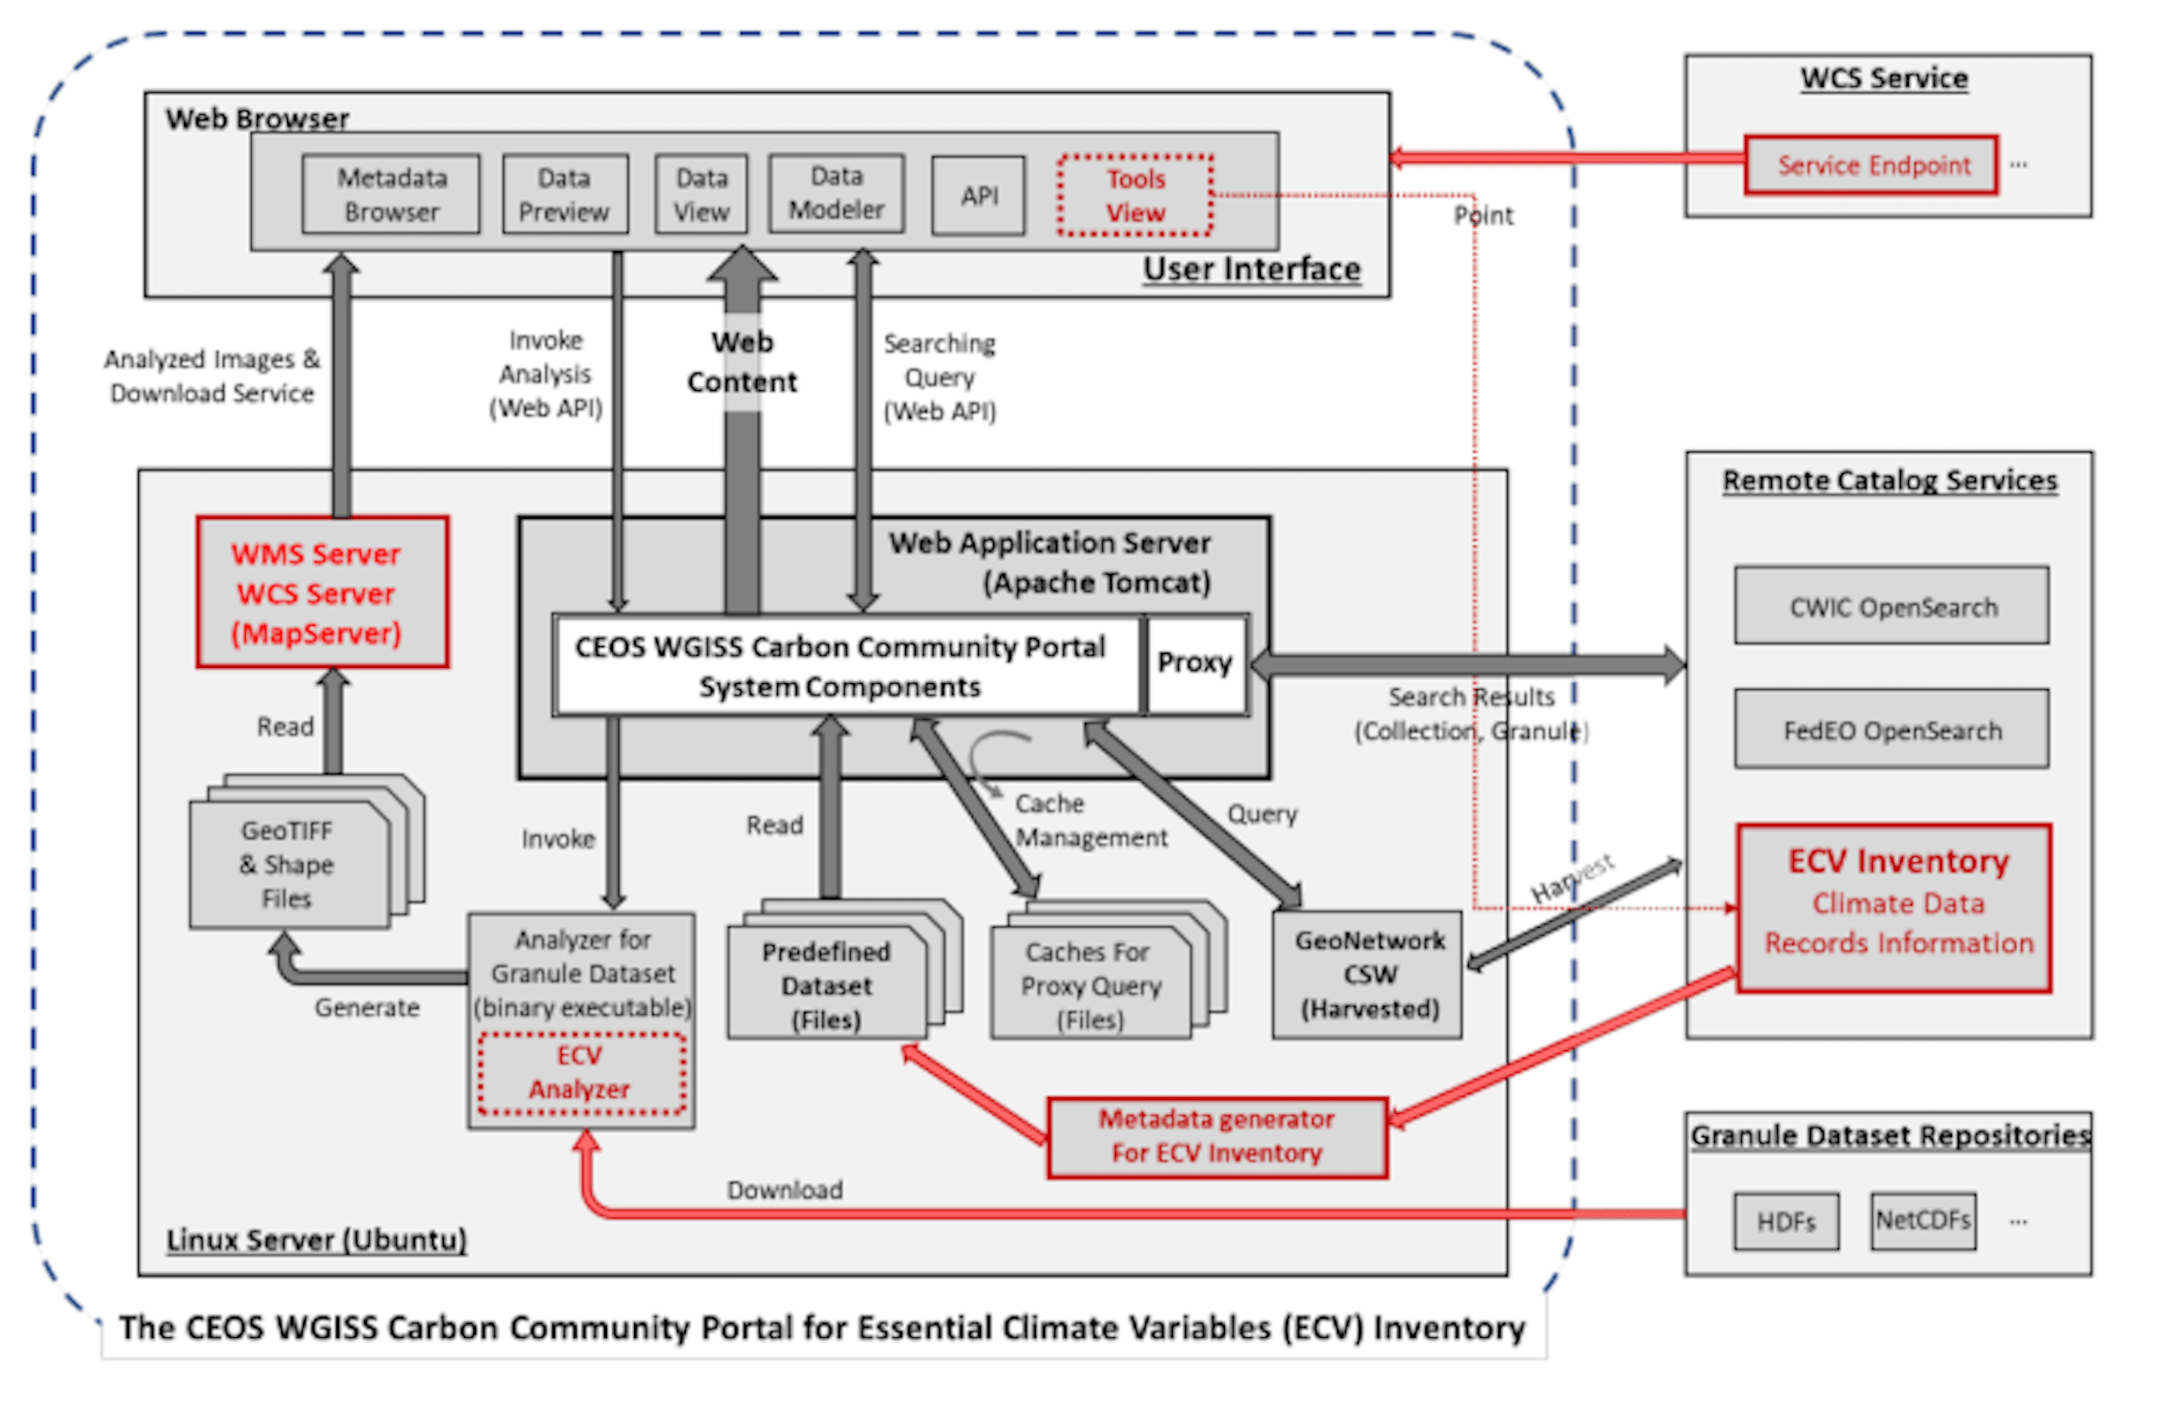 Web Browser
Metadata
Browser
Data
Preview
Data
View
Data
Modeler
API
Tools
View
User Interface
WCS Service
Service Endpoint
...
Point
Analyzed Images &
Download Service
Invoke
Analysis
(Web API)
Web
Content
Searching
Query
(Web API)
WMS Server
WCS Server
(MapServer)
Web Application Server
(Apache Tomcat)
CEOS WGISS Carbon Community Portal
System Components
Proxy
Search Results
(Collection, Granule)
Remote Catalog Services
CWIC OpenSearch
FedEO OpenSearch
ECV Inventory
Climate Data
Records Information
Read
GeoTIFF
& Shape
Files
Generate
Invoke
Read
Cache
Management
Query
Harvest
Analyzer for
Granule Dataset
(binary executable)
ECV
Analyzer
Predefined
Dataset
(Files)
Caches For
Proxy Query
(Files)
GeoNetwork
CSW
(Harvested)
Metadata generator
For ECV Inventory
Download
Granule Dataset Repositories
HDFs
NetCDFs
...
Linux Server (Ubuntu)
The CEOS WGISS Carbon Community Portal for Essential Climate Variables (ECV) Inventory